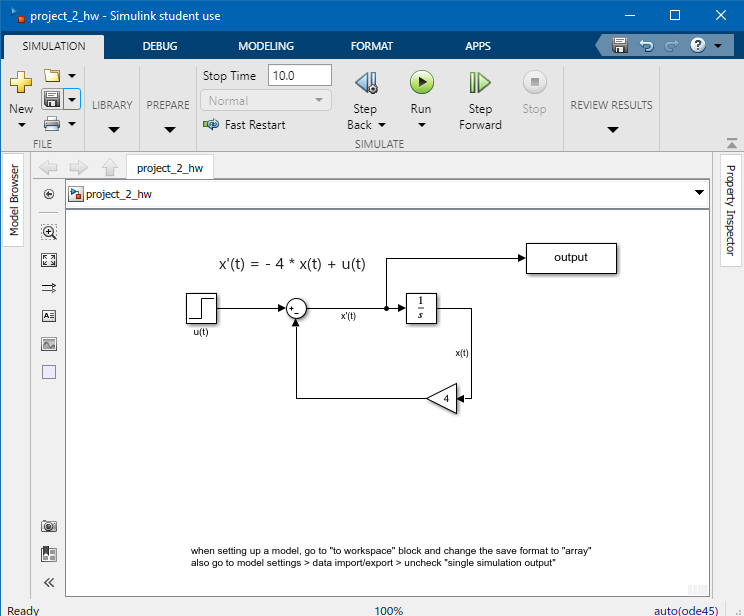 project_2_hw - Simulink student use
SIMULATION DEBUG MODELING FORMAT APPS
New
FILE
LIBRARY
PREPARE
Stop Time 10.0
Normal
Fast Restart
Step Back
Run
Step Forward
Stop
SIMULATE
REVIEW RESULTS
Model Browser
project_2_hw
project_2_hw
Property Inspector
x'(t) = - 4 * x(t) + u(t)
output
u(t)
x'(t)
1
s
x(t)
4
when setting up a model, go to "to workspace" block and change the save format to "array"
also go to model settings > data import/export > uncheck "single simulation output"
Ready 100% auto(ode45)